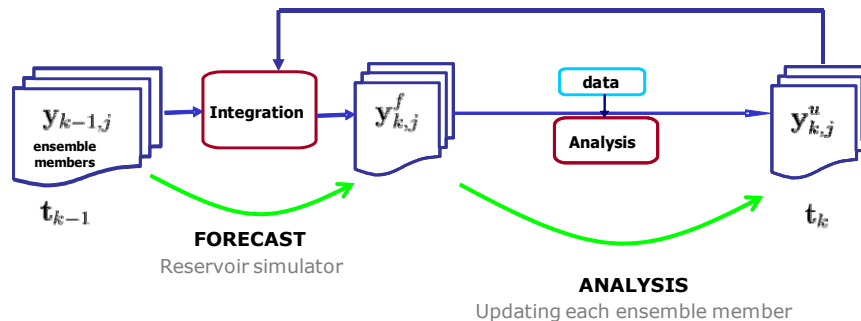 data
y_{k-1,j}
ensemble
members
Integration
y^f_{k,j}
Analysis
y^u_{k,j}
t_{k-1}
t_k
FORECAST
Reservoir simulator
ANALYSIS
Updating each ensemble member